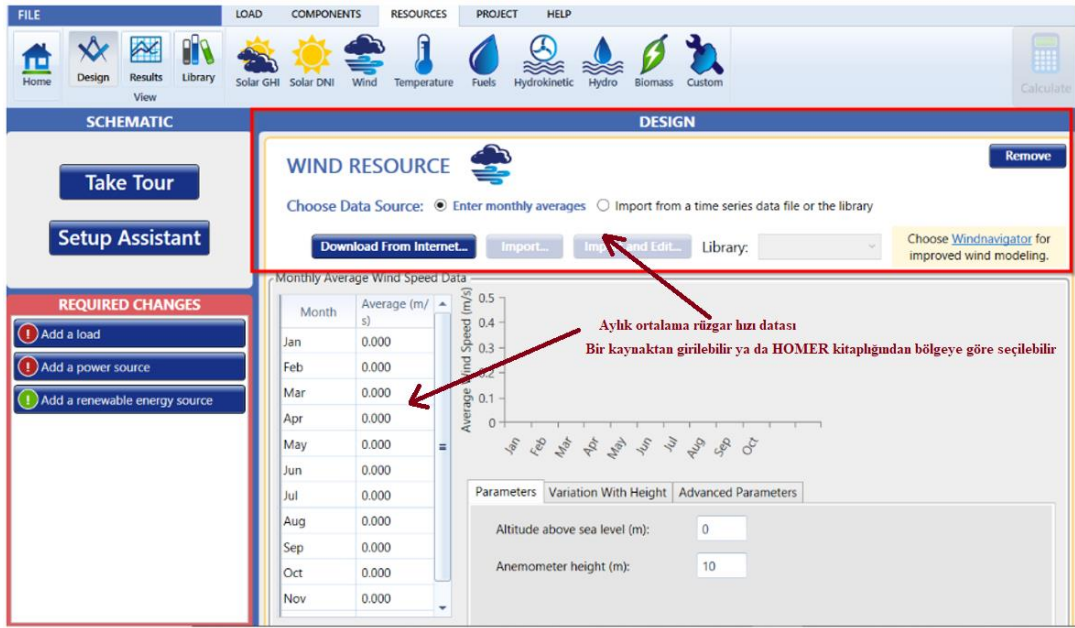 FILE LOAD COMPONENTS RESOURCES PROJECT HELP
Home Design Results Library Solar GHI Solar DNI Wind Temperature Fuels Hydrokinetic Hydro Biomass Custom Calculate
View
SCHEMATIC
Take Tour
Setup Assistant
REQUIRED CHANGES
Add a load
Add a power source
Add a renewable energy source
DESIGN
WIND RESOURCE
Remove
Choose Data Source: Enter monthly averages Import from a time series data file or the library
Download From Internet... Import... Import and Edit... Library:
Choose Windnavigator for
improved wind modeling.
Monthly Average Wind Speed Data
Month Average (m/
s)
Jan 0.000
Feb 0.000
Mar 0.000
Apr 0.000
May 0.000
Jun 0.000
Jul 0.000
Aug 0.000
Sep 0.000
Oct 0.000
Nov 0.000
Average Wind Speed (m/s)
0.5
0.4
0.3
0.2
0.1
0
Jan Feb Mar Apr May Jun Jul Aug Sep Oct
Aylık ortalama rüzgar hızı datası
Bir kaynaktan girilebilir ya da HOMER kitaplığından bölgeye göre seçilebilir
Parameters Variation With Height Advanced Parameters
Altitude above sea level (m): 0
Anemometer height (m): 10